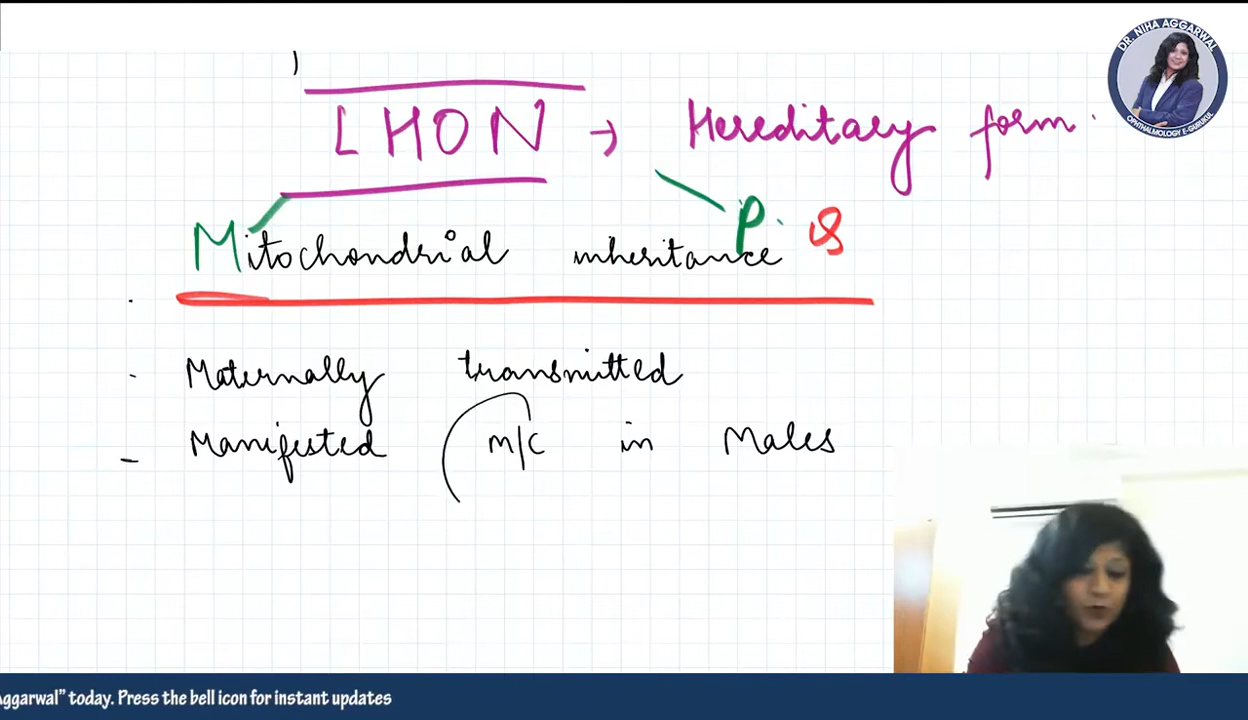 DR. NIHA AGGARWAL
OPHTHALMOLOGY E-GURUKUL
LHON → Hereditary form
P.
Mitochondrial inheritance
Maternally transmitted
Manifested m/c in Males
Aggarwal" today. Press the bell icon for instant updates